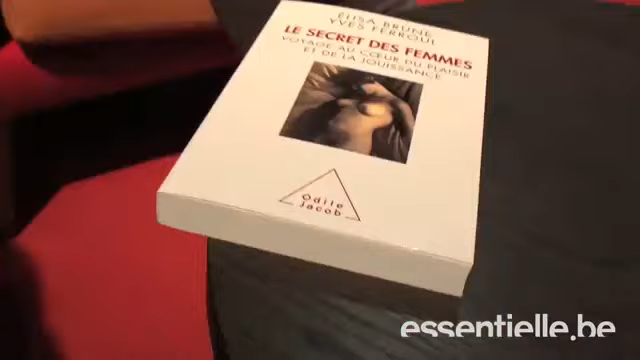 ÉLISA BRUNE
YVES FERROUL
LE SECRET DES FEMMES
VOYAGE AU CŒUR DU PLAISIR
ET DE LA JOUISSANCE
Odile
Jacob
essentielle.be